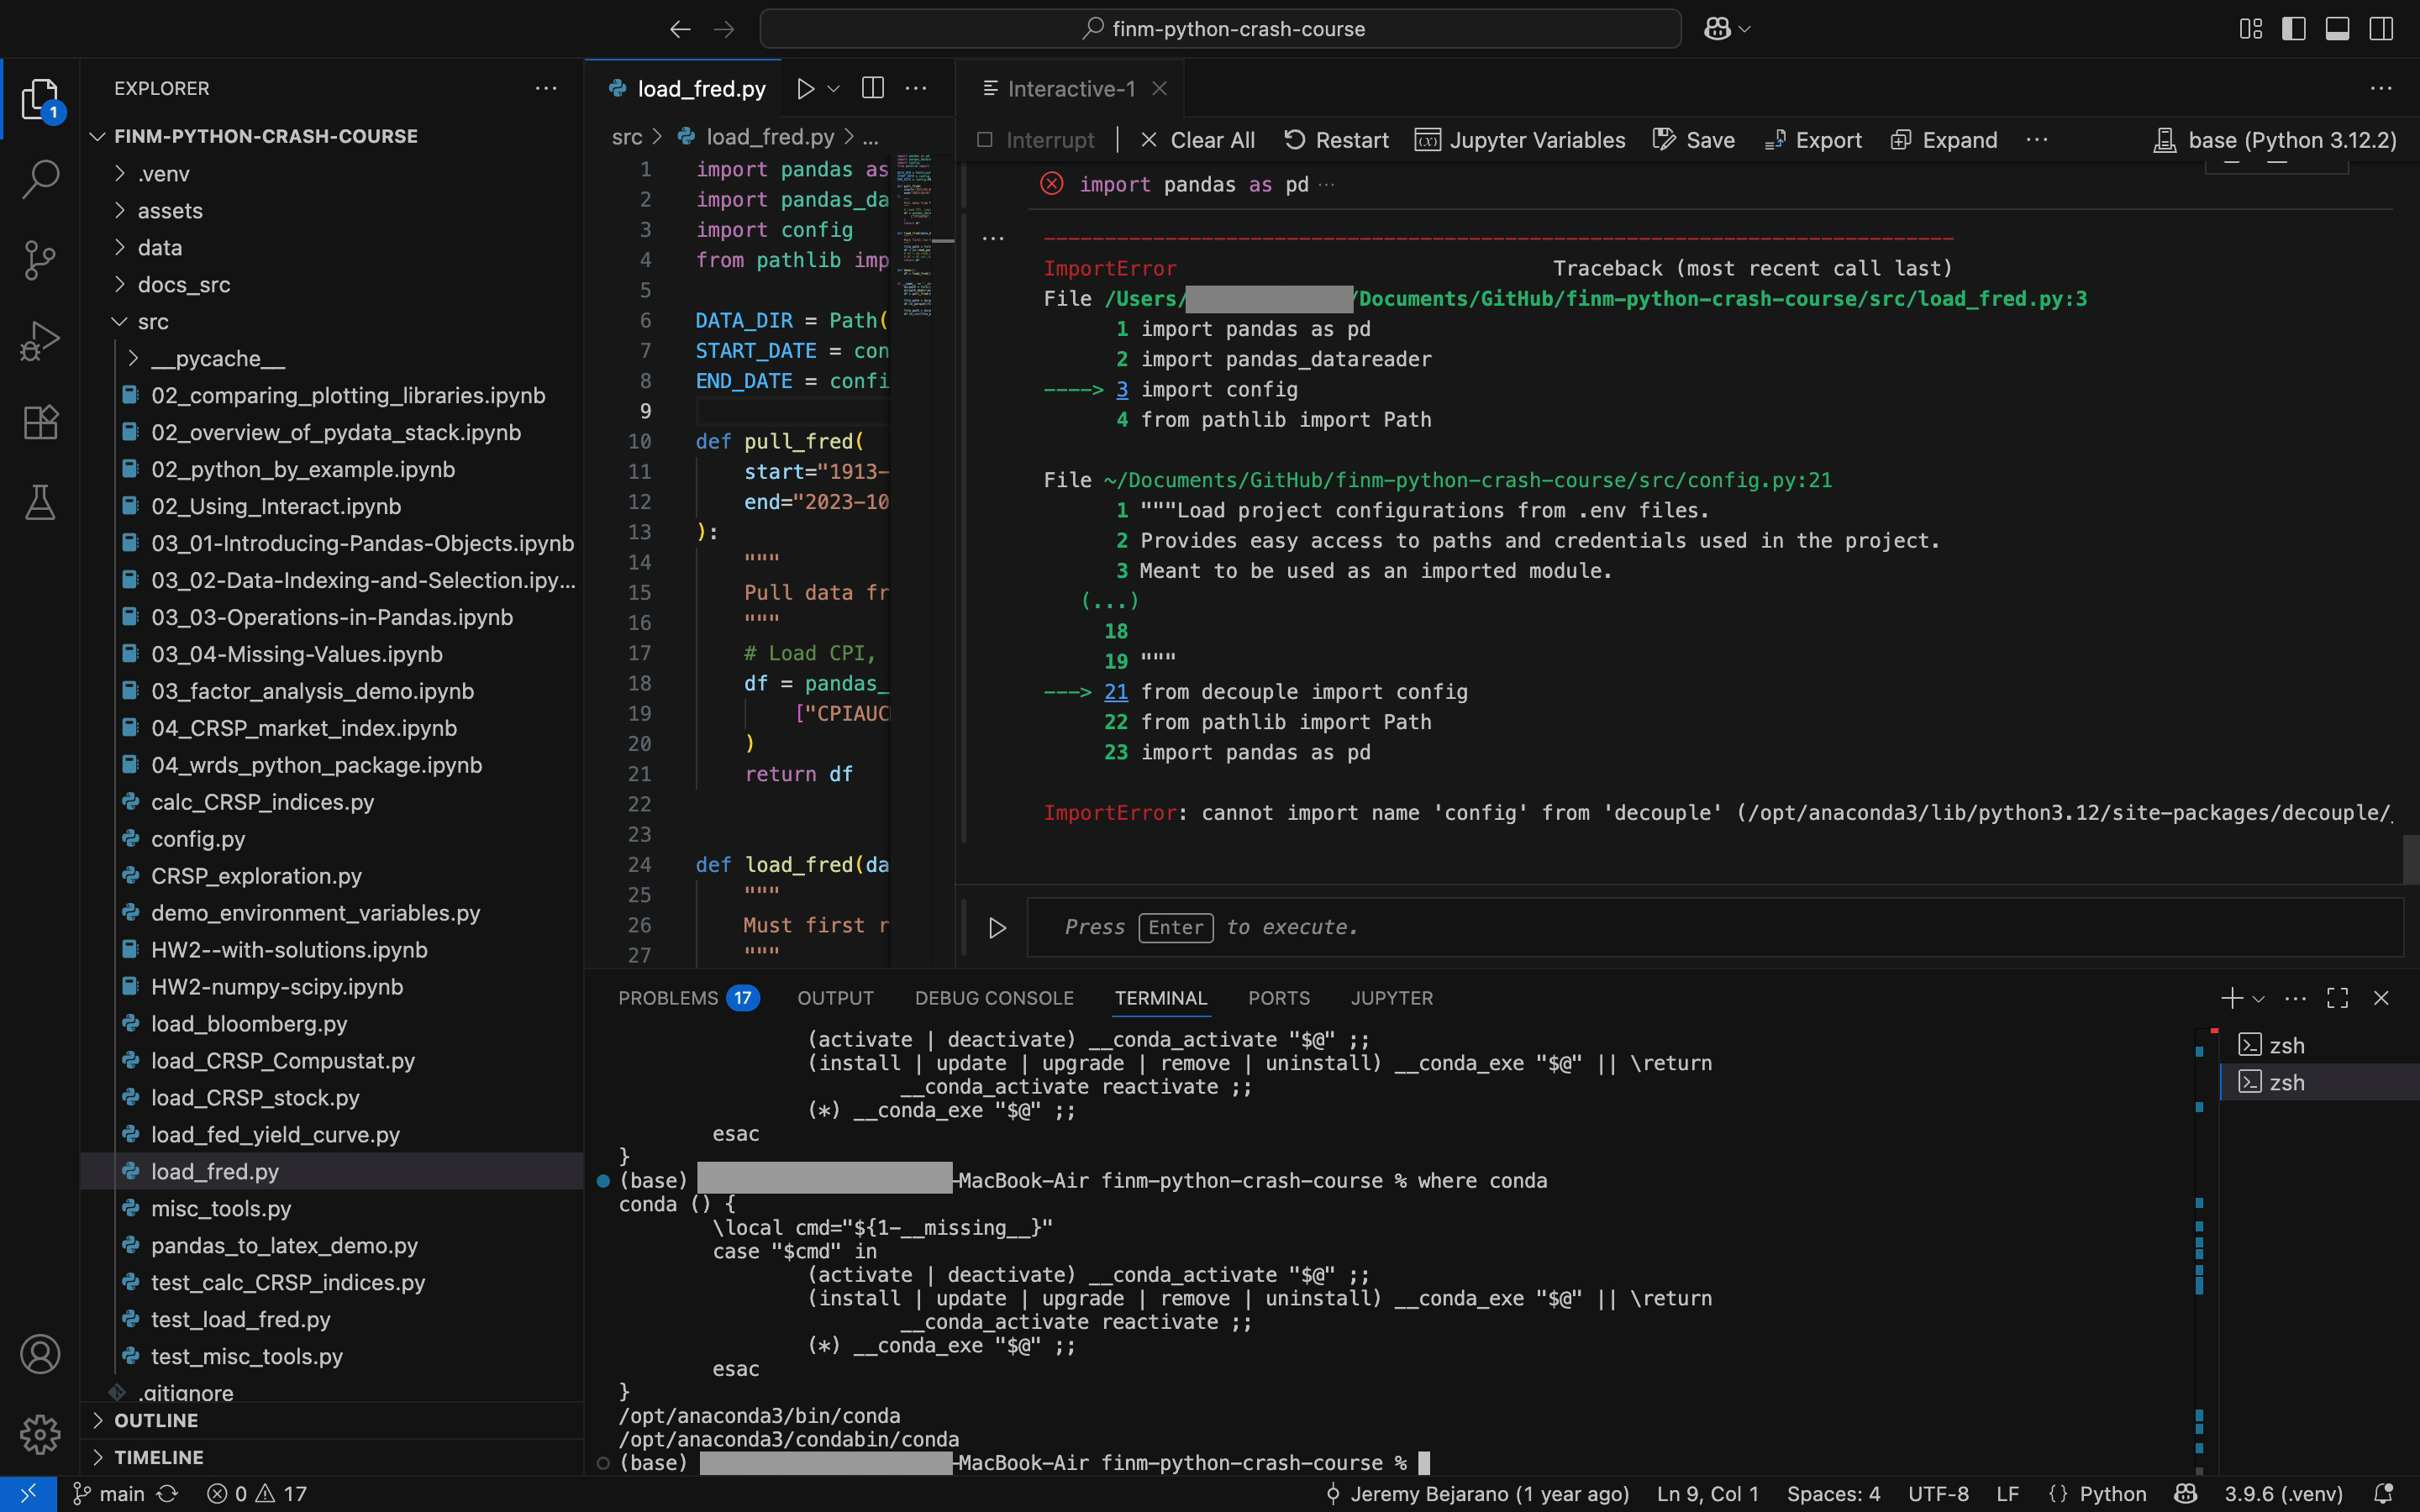 finm-python-crash-course
EXPLORER
FINM-PYTHON-CRASH-COURSE
.venv
assets
data
docs_src
src
__pycache__
02_comparing_plotting_libraries.ipynb
02_overview_of_pydata_stack.ipynb
02_python_by_example.ipynb
02_Using_Interact.ipynb
03_01-Introducing-Pandas-Objects.ipynb
03_02-Data-Indexing-and-Selection.ipy...
03_03-Operations-in-Pandas.ipynb
03_04-Missing-Values.ipynb
03_factor_analysis_demo.ipynb
04_CRSP_market_index.ipynb
04_wrds_python_package.ipynb
calc_CRSP_indices.py
config.py
CRSP_exploration.py
demo_environment_variables.py
HW2--with-solutions.ipynb
HW2-numpy-scipy.ipynb
load_bloomberg.py
load_CRSP_Compustat.py
load_CRSP_stock.py
load_fed_yield_curve.py
load_fred.py
misc_tools.py
pandas_to_latex_demo.py
test_calc_CRSP_indices.py
test_load_fred.py
test_misc_tools.py
.gitignore
OUTLINE
TIMELINE
1
load_fred.py
src > load_fred.py > ...
1 import pandas as
2 import pandas_da
3 import config
4 from pathlib imp
5
6 DATA_DIR = Path(
7 START_DATE = con
8 END_DATE = confi
9
10 def pull_fred(
11 start="1913-
12 end="2023-10
13 ):
14 """
15 Pull data fr
16 """
17 # Load CPI,
18 df = pandas_
19 ["CPIAUC
20 )
21 return df
22
23
24 def load_fred(da
25 """
26 Must first r
27 """
Interactive-1
Interrupt | Clear All Restart Jupyter Variables Save Export Expand ... base (Python 3.12.2)
import pandas as pd ...
---------------------------------------------------------------------------
ImportError Traceback (most recent call last)
File /Users/ /Documents/GitHub/finm-python-crash-course/src/load_fred.py:3
1 import pandas as pd
2 import pandas_datareader
----> 3 import config
4 from pathlib import Path
File ~/Documents/GitHub/finm-python-crash-course/src/config.py:21
1 """Load project configurations from .env files.
2 Provides easy access to paths and credentials used in the project.
3 Meant to be used as an imported module.
(...)
18
19 """
---> 21 from decouple import config
22 from pathlib import Path
23 import pandas as pd
ImportError: cannot import name 'config' from 'decouple' (/opt/anaconda3/lib/python3.12/site-packages/decouple/
Press Enter to execute.
PROBLEMS 17 OUTPUT DEBUG CONSOLE TERMINAL PORTS JUPYTER
(activate | deactivate) __conda_activate "$@" ;;
(install | update | upgrade | remove | uninstall) __conda_exe "$@" || \return
__conda_activate reactivate ;;
(*) __conda_exe "$@" ;;
esac
}
(base) -MacBook-Air finm-python-crash-course % where conda
conda () {
\local cmd="${1-__missing__}"
case "$cmd" in
(activate | deactivate) __conda_activate "$@" ;;
(install | update | upgrade | remove | uninstall) __conda_exe "$@" || \return
__conda_activate reactivate ;;
(*) __conda_exe "$@" ;;
esac
}
/opt/anaconda3/bin/conda
/opt/anaconda3/condabin/conda
(base) -MacBook-Air finm-python-crash-course %
zsh
zsh
main 0 17 Jeremy Bejarano (1 year ago) Ln 9, Col 1 Spaces: 4 UTF-8 LF {} Python 3.9.6 (.venv)